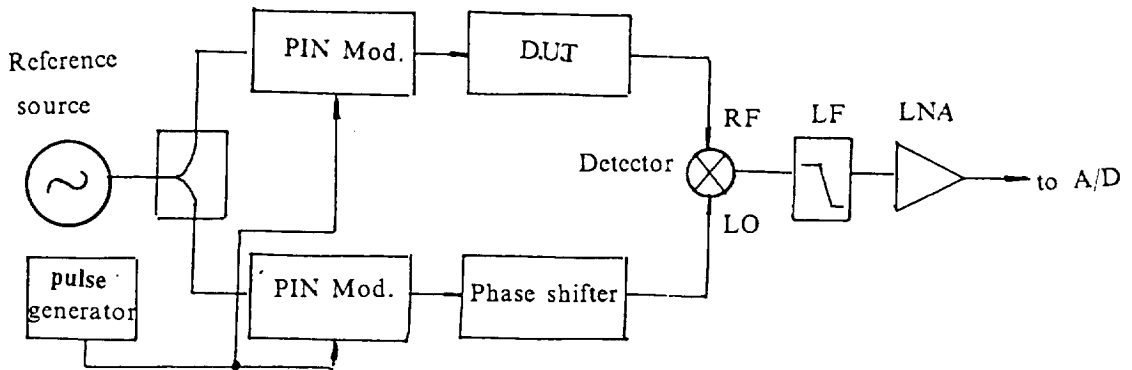 Reference
source
PIN Mod.
D.U.T
RF
LF
LNA
Detector
to A/D
LO
pulse
generator
PIN Mod.
Phase shifter